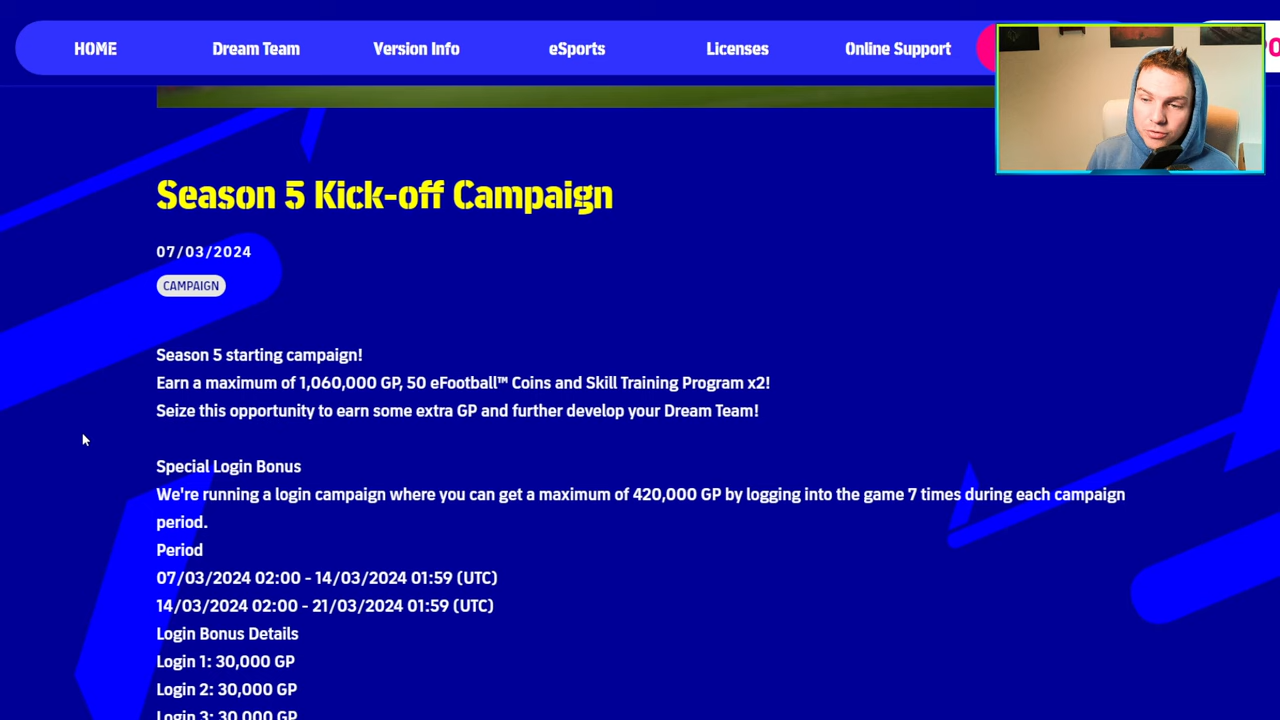 HOME
Dream Team
Version Info
eSports
Licenses
Online Support
Season 5 Kick-off Campaign
07/03/2024
CAMPAIGN
Season 5 starting campaign!
Earn a maximum of 1,060,000 GP, 50 eFootball™ Coins and Skill Training Program x2!
Seize this opportunity to earn some extra GP and further develop your Dream Team!
Special Login Bonus
We're running a login campaign where you can get a maximum of 420,000 GP by logging into the game 7 times during each campaign
period.
Period
07/03/2024 02:00 - 14/03/2024 01:59 (UTC)
14/03/2024 02:00 - 21/03/2024 01:59 (UTC)
Login Bonus Details
Login 1: 30,000 GP
Login 2: 30,000 GP
Login 3: 30,000 GP